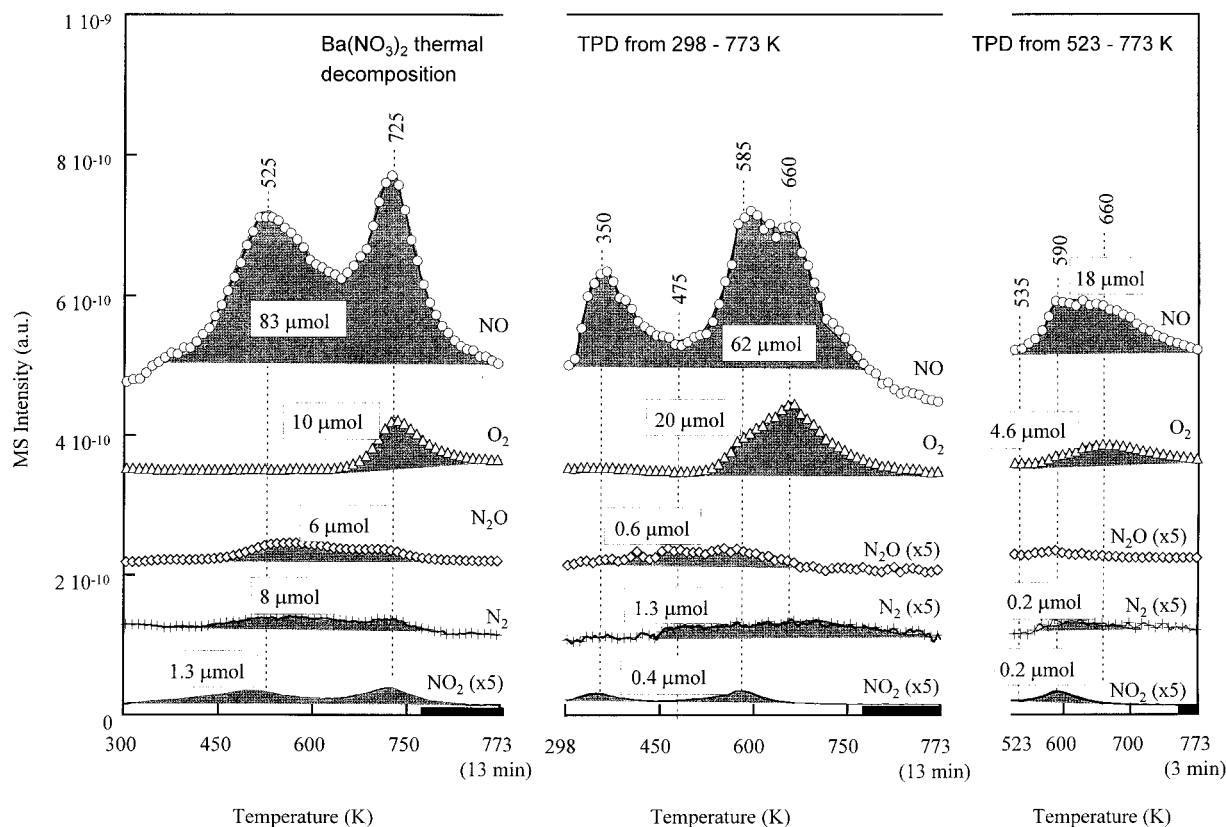 1 10-9
8 10-10
6 10-10
4 10-10
2 10-10
0
MS Intensity (a.u.)
Ba(NO3)2 thermal
decomposition
525
725
83 μmol
NO
10 μmol
O2
6 μmol
N2O
8 μmol
N2
1.3 μmol
NO2 (x5)
300 450 600 750 773
(13 min)
Temperature (K)
TPD from 298 - 773 K
350
475
585
660
62 μmol
NO
20 μmol
O2
0.6 μmol
N2O (x5)
1.3 μmol
N2 (x5)
0.4 μmol
NO2 (x5)
298 450 600 750 773
(13 min)
Temperature (K)
TPD from 523 - 773 K
535
590
660
18 μmol
NO
4.6 μmol
O2
N2O (x5)
0.2 μmol
N2 (x5)
0.2 μmol
NO2 (x5)
523 600 700 773
(3 min)
Temperature (K)